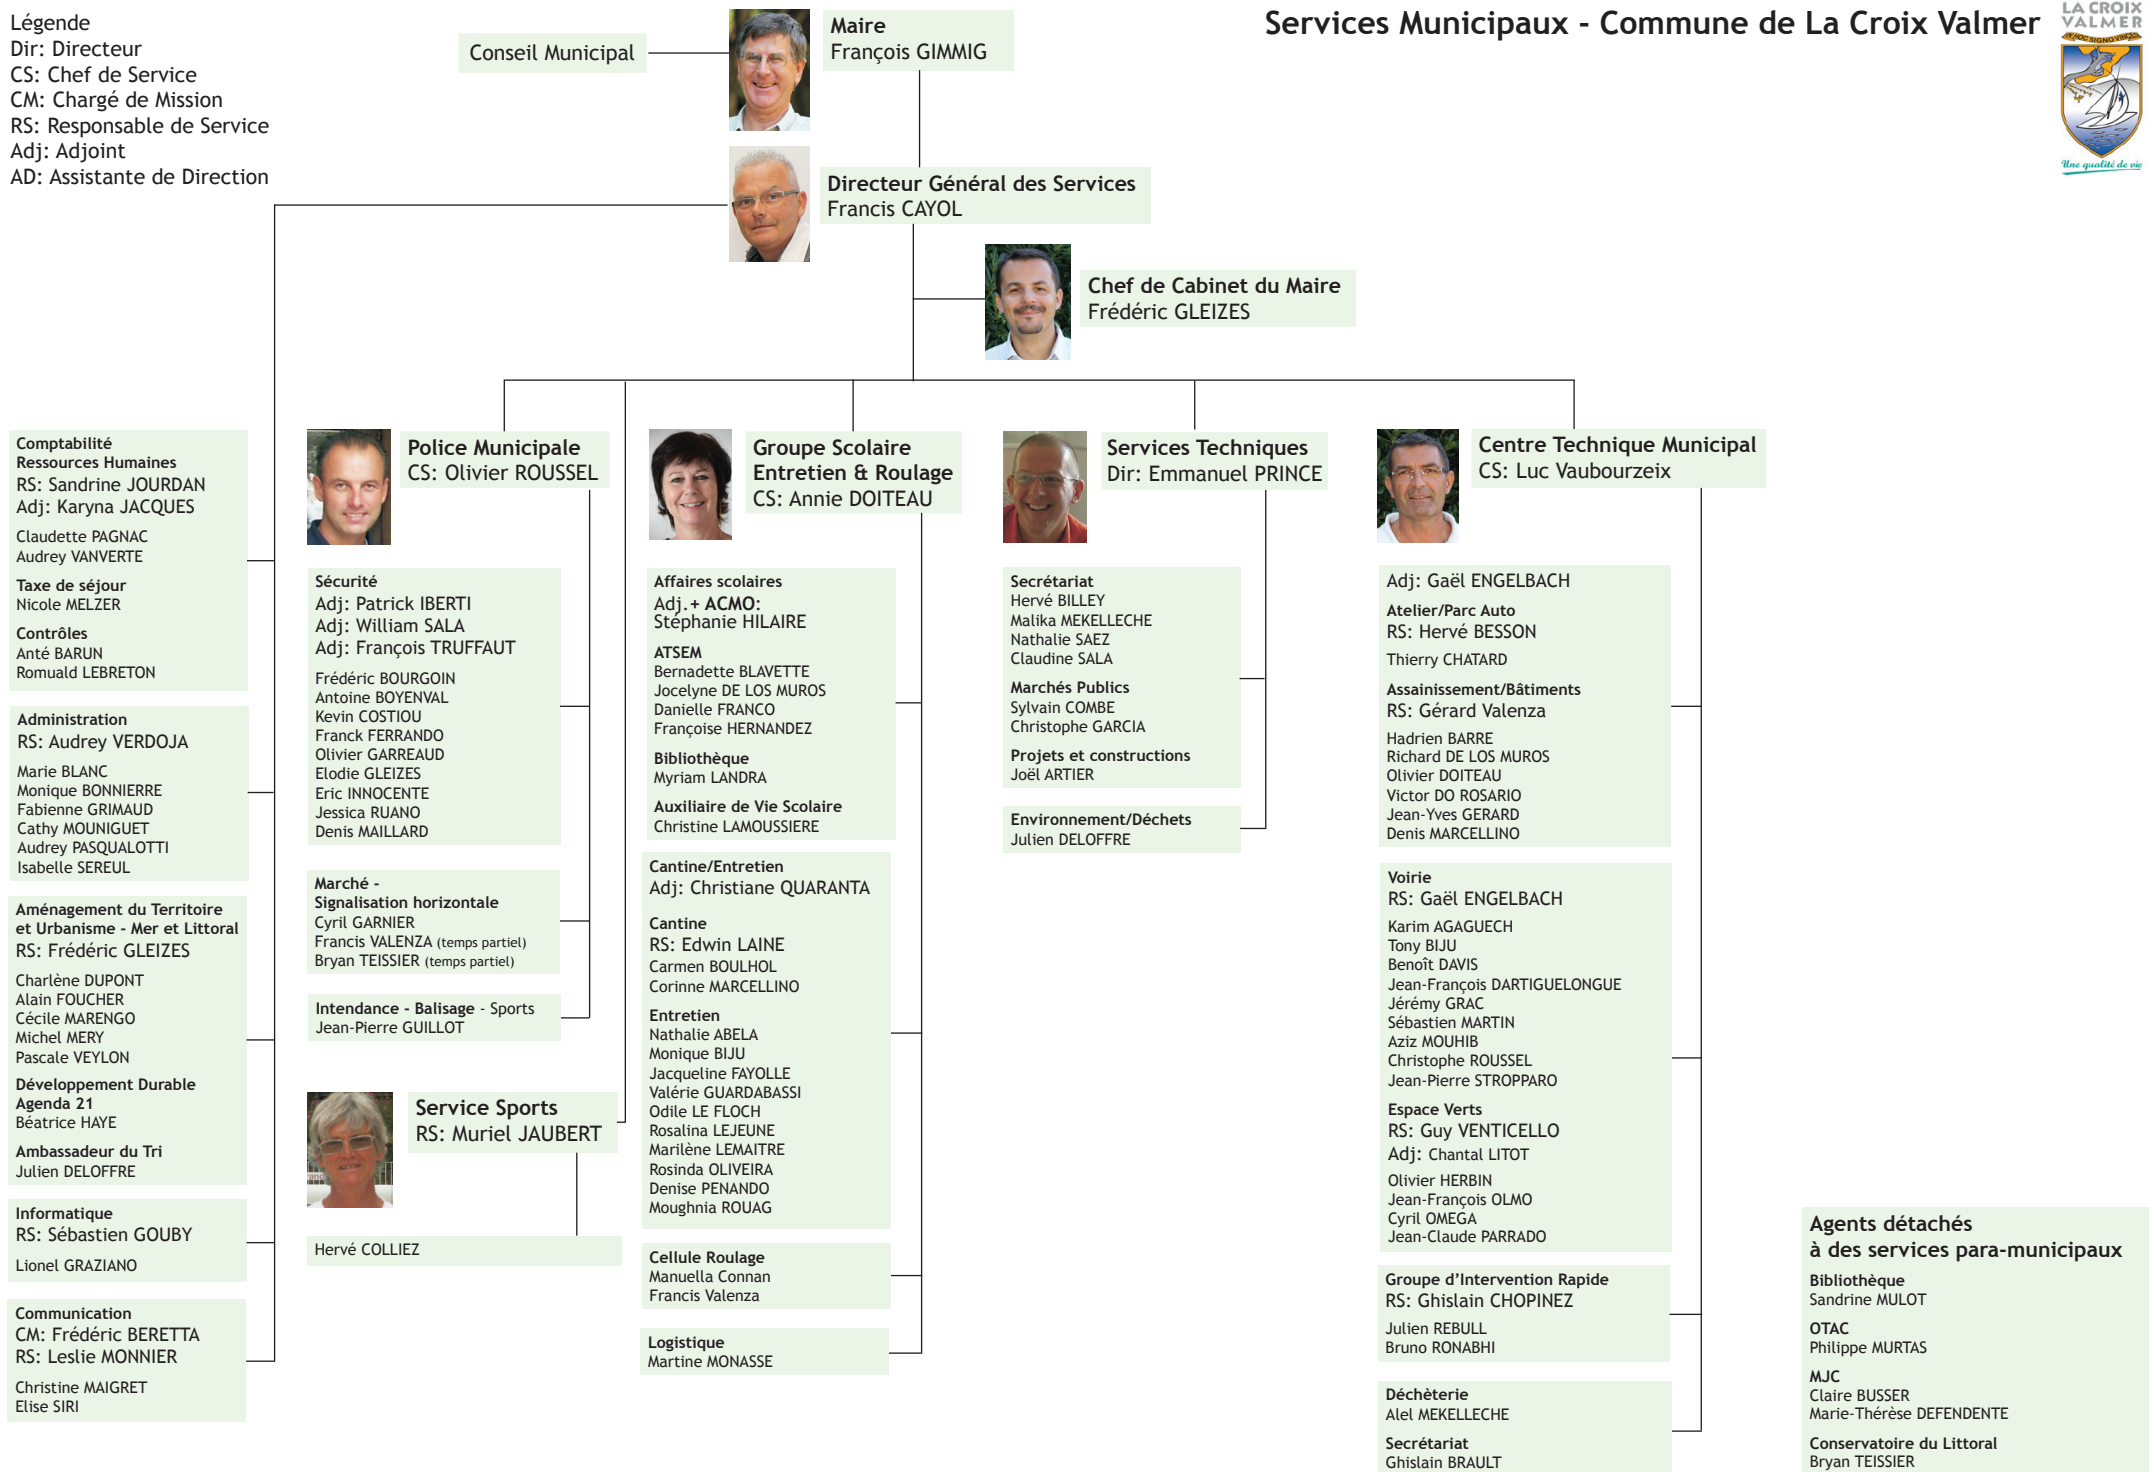 Légende
Dir: Directeur
CS: Chef de Service
CM: Chargé de Mission
RS: Responsable de Service
Adj: Adjoint
AD: Assistante de Direction
Conseil Municipal
Maire
François GIMMIG
Services Municipaux - Commune de La Croix Valmer
LA CROIX
VALMER
IN HOC SIGNO VINCES
Une qualité de vie
Directeur Général des Services
Francis CAYOL
Chef de Cabinet du Maire
Frédéric GLEIZES
Comptabilité
Ressources Humaines
RS: Sandrine JOURDAN
Adj: Karyna JACQUES
Claudette PAGNAC
Audrey VANVERTE
Taxe de séjour
Nicole MELZER
Contrôles
Anté BARUN
Romuald LEBRETON
Administration
RS: Audrey VERDOJA
Marie BLANC
Monique BONNIERRE
Fabienne GRIMAUD
Cathy MOUNIGUET
Audrey PASQUALOTTI
Isabelle SEREUL
Aménagement du Territoire
et Urbanisme - Mer et Littoral
RS: Frédéric GLEIZES
Charlène DUPONT
Alain FOUCHER
Cécile MARENGO
Michel MERY
Pascale VEYLON
Développement Durable
Agenda 21
Béatrice HAYE
Ambassadeur du Tri
Julien DELOFFRE
Informatique
RS: Sébastien GOUBY
Lionel GRAZIANO
Communication
CM: Frédéric BERETTA
RS: Leslie MONNIER
Christine MAIGRET
Elise SIRI
Police Municipale
CS: Olivier ROUSSEL
Sécurité
Adj: Patrick IBERTI
Adj: William SALA
Adj: François TRUFFAUT
Frédéric BOURGOIN
Antoine BOYENVAL
Kevin COSTIOU
Franck FERRANDO
Olivier GARREAUD
Elodie GLEIZES
Eric INNOCENTE
Jessica RUANO
Denis MAILLARD
Marché -
Signalisation horizontale
Cyril GARNIER
Francis VALENZA (temps partiel)
Bryan TEISSIER (temps partiel)
Intendance - Balisage - Sports
Jean-Pierre GUILLOT
Service Sports
RS: Muriel JAUBERT
Hervé COLLIEZ
Groupe Scolaire
Entretien & Roulage
CS: Annie DOITEAU
Affaires scolaires
Adj.+ ACMO:
Stéphanie HILAIRE
ATSEM
Bernadette BLAVETTE
Jocelyne DE LOS MUROS
Danielle FRANCO
Françoise HERNANDEZ
Bibliothèque
Myriam LANDRA
Auxiliaire de Vie Scolaire
Christine LAMOUSSIERE
Cantine/Entretien
Adj: Christiane QUARANTA
Cantine
RS: Edwin LAINE
Carmen BOULHOL
Corinne MARCELLINO
Entretien
Nathalie ABELA
Monique BIJU
Jacqueline FAYOLLE
Valérie GUARDABASSI
Odile LE FLOCH
Rosalina LEJEUNE
Marilène LEMAITRE
Rosinda OLIVEIRA
Denise PENANDO
Moughnia ROUAG
Cellule Roulage
Manuella Connan
Francis Valenza
Logistique
Martine MONASSE
Services Techniques
Dir: Emmanuel PRINCE
Secrétariat
Hervé BILLEY
Malika MEKELLECHE
Nathalie SAEZ
Claudine SALA
Marchés Publics
Sylvain COMBE
Christophe GARCIA
Projets et constructions
Joël ARTIER
Environnement/Déchets
Julien DELOFFRE
Centre Technique Municipal
CS: Luc Vaubourzeix
Adj: Gaël ENGELBACH
Atelier/Parc Auto
RS: Hervé BESSON
Thierry CHATARD
Assainissement/Bâtiments
RS: Gérard Valenza
Hadrien BARRE
Richard DE LOS MUROS
Olivier DOITEAU
Victor DO ROSARIO
Jean-Yves GERARD
Denis MARCELLINO
Voirie
RS: Gaël ENGELBACH
Karim AGAGUECH
Tony BIJU
Benoît DAVIS
Jean-François DARTIGUELONGUE
Jérémy GRAC
Sébastien MARTIN
Aziz MOUHIB
Christophe ROUSSEL
Jean-Pierre STROPPARO
Espace Verts
RS: Guy VENTICELLO
Adj: Chantal LITOT
Olivier HERBIN
Jean-François OLMO
Cyril OMEGA
Jean-Claude PARRADO
Groupe d'Intervention Rapide
RS: Ghislain CHOPINEZ
Julien REBULL
Bruno RONABHI
Déchèterie
Alel MEKELLECHE
Secrétariat
Ghislain BRAULT
Agents détachés
à des services para-municipaux
Bibliothèque
Sandrine MULOT
OTAC
Philippe MURTAS
MJC
Claire BUSSER
Marie-Thérèse DEFENDENTE
Conservatoire du Littoral
Bryan TEISSIER